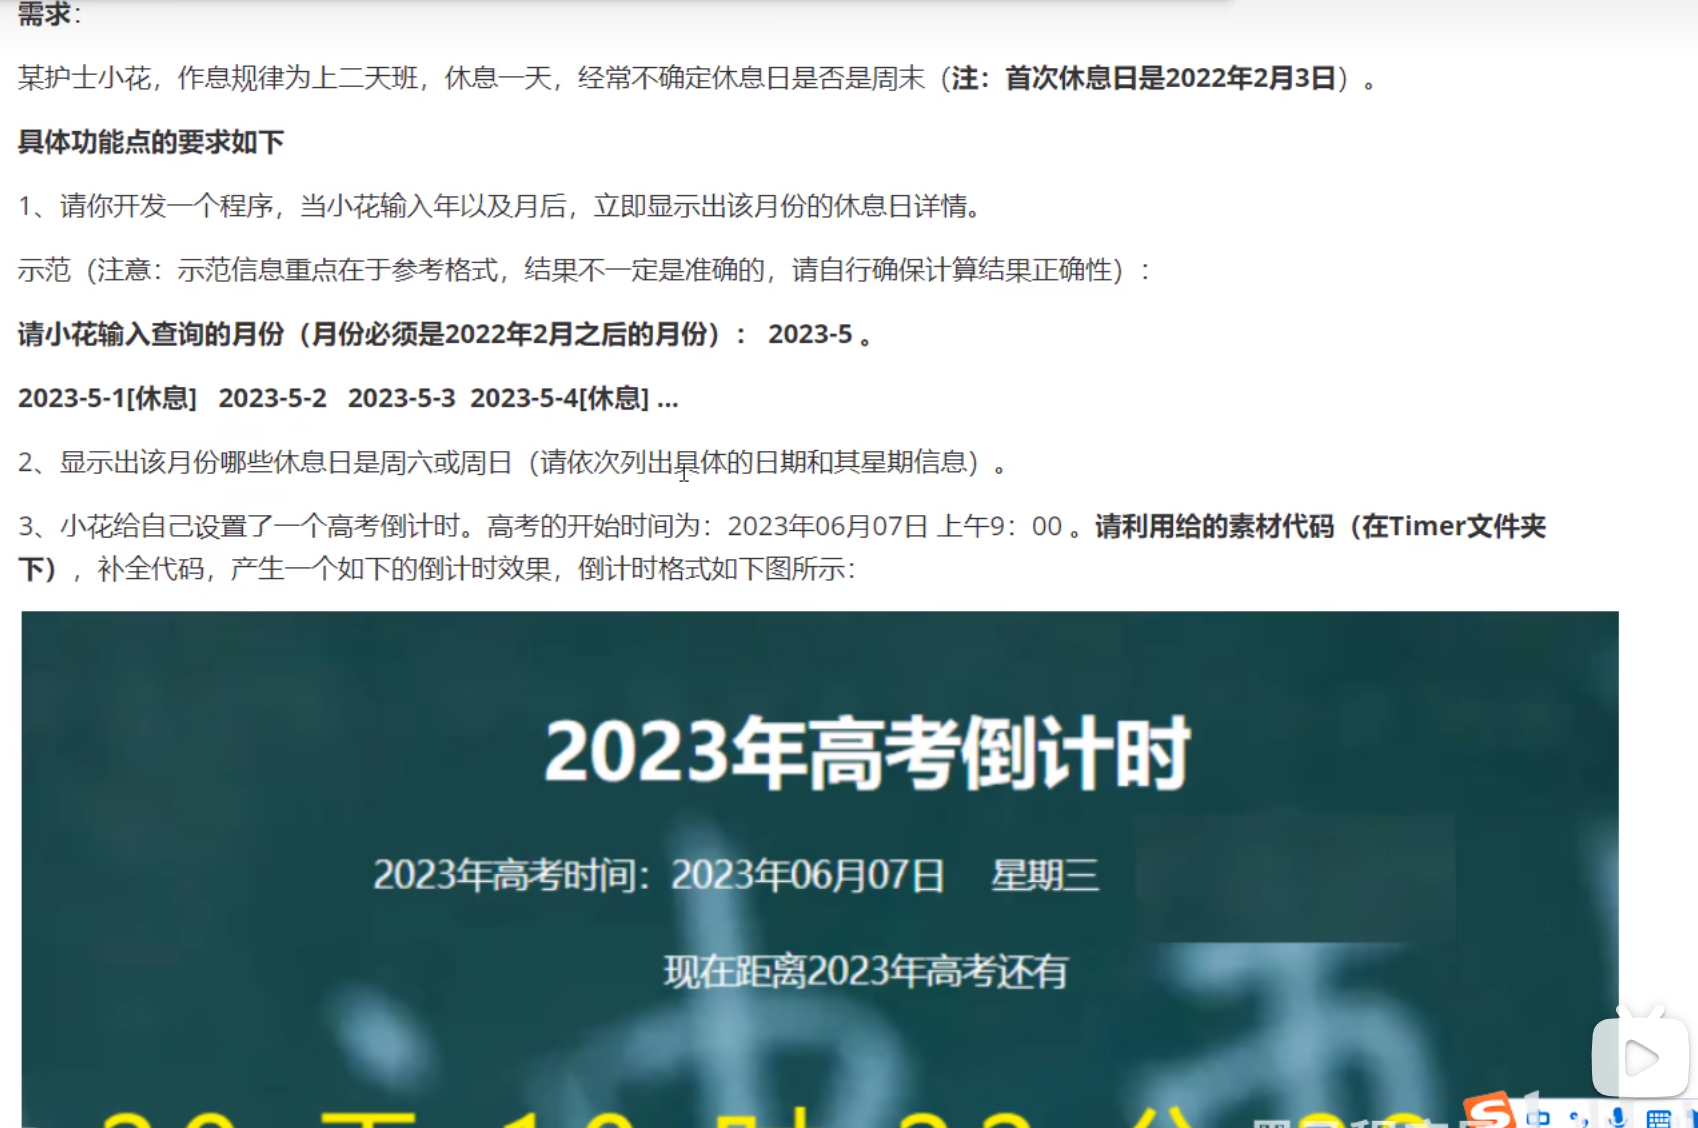 需求：
某护士小花，作息规律为上二天班，休息一天，经常不确定休息日是否是周末（注：首次休息日是2022年2月3日）。
具体功能点的要求如下
1、请你开发一个程序，当小花输入年以及月后，立即显示出该月份的休息日详情。
示范（注意：示范信息重点在于参考格式，结果不一定是准确的，请自行确保计算结果正确性）：
请小花输入查询的月份（月份必须是2022年2月之后的月份）： 2023-5 。
2023-5-1[休息] 2023-5-2 2023-5-3 2023-5-4[休息] ...
2、显示出该月份哪些休息日是周六或周日（请依次列出具体的日期和其星期信息）。
3、小花给自己设置了一个高考倒计时。高考的开始时间为：2023年06月07日 上午9：00 。请利用给的素材代码（在Timer文件夹
下），补全代码，产生一个如下的倒计时效果，倒计时格式如下图所示：
2023年高考倒计时
2023年高考时间：2023年06月07日 星期三
现在距离2023年高考还有
中